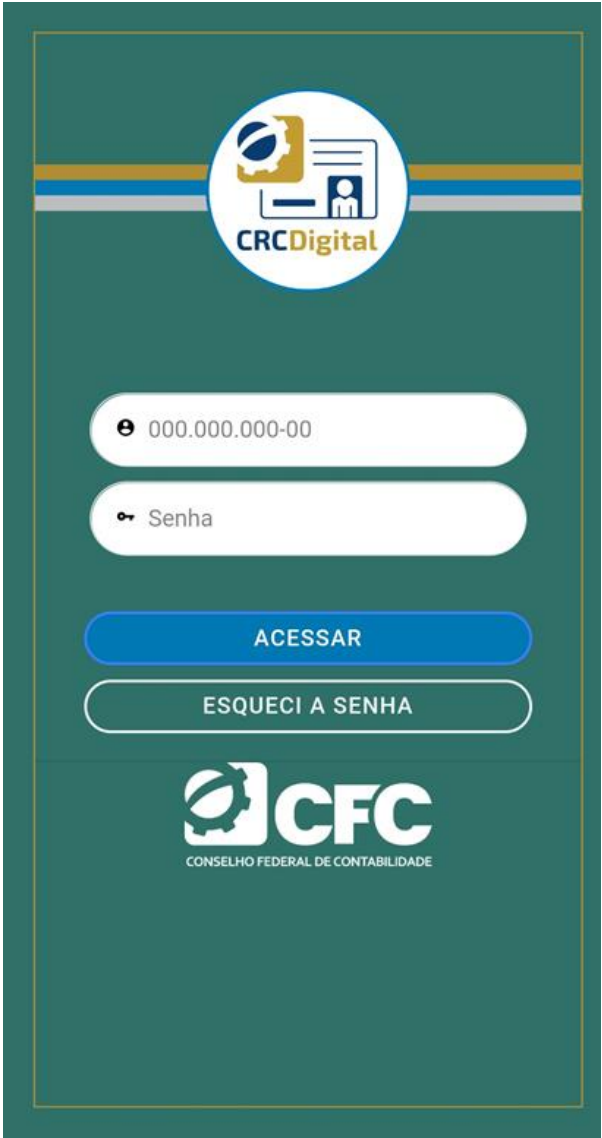 CRCDigital
000.000.000-00
Senha
ACESSAR
ESQUECI A SENHA
CFC
CONSELHO FEDERAL DE CONTABILIDADE